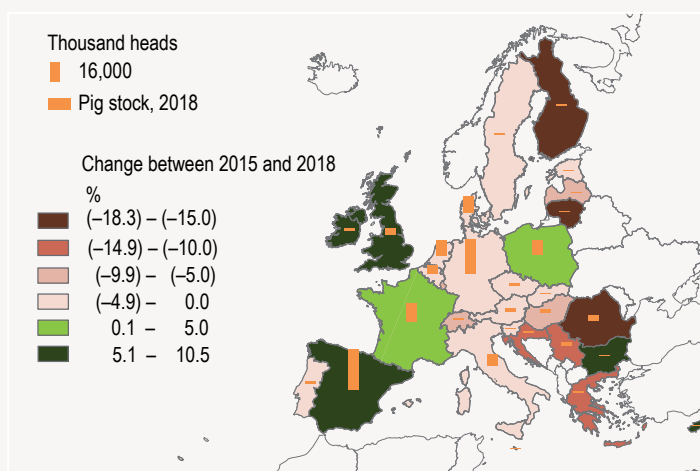 Thousand heads
16,000
Pig stock, 2018
Change between 2015 and 2018
%
(–18.3) – (–15.0)
(–14.9) – (–10.0)
(–9.9) – (–5.0)
(–4.9) – 0.0
0.1 – 5.0
5.1 – 10.5